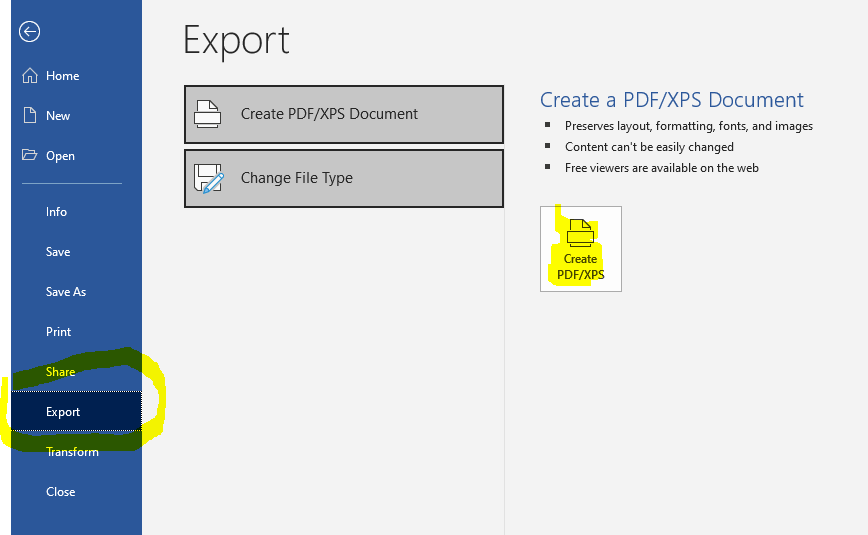 Export
Home
New
Open
Info
Save
Save As
Print
Share
Export
Transform
Close
Create PDF/XPS Document
Change File Type
Create a PDF/XPS Document
Preserves layout, formatting, fonts, and images
Content can't be easily changed
Free viewers are available on the web
Create
PDF/XPS